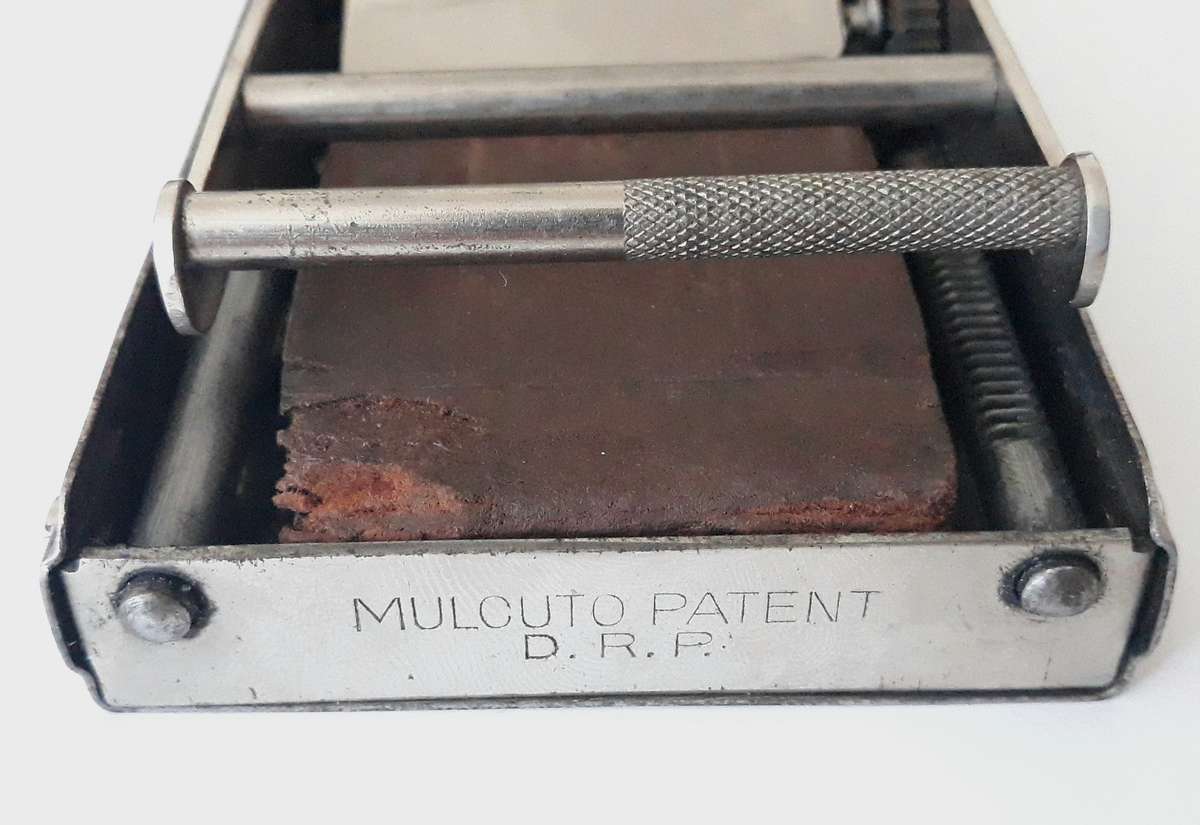 MULCUTO PATENT
D. R. P.